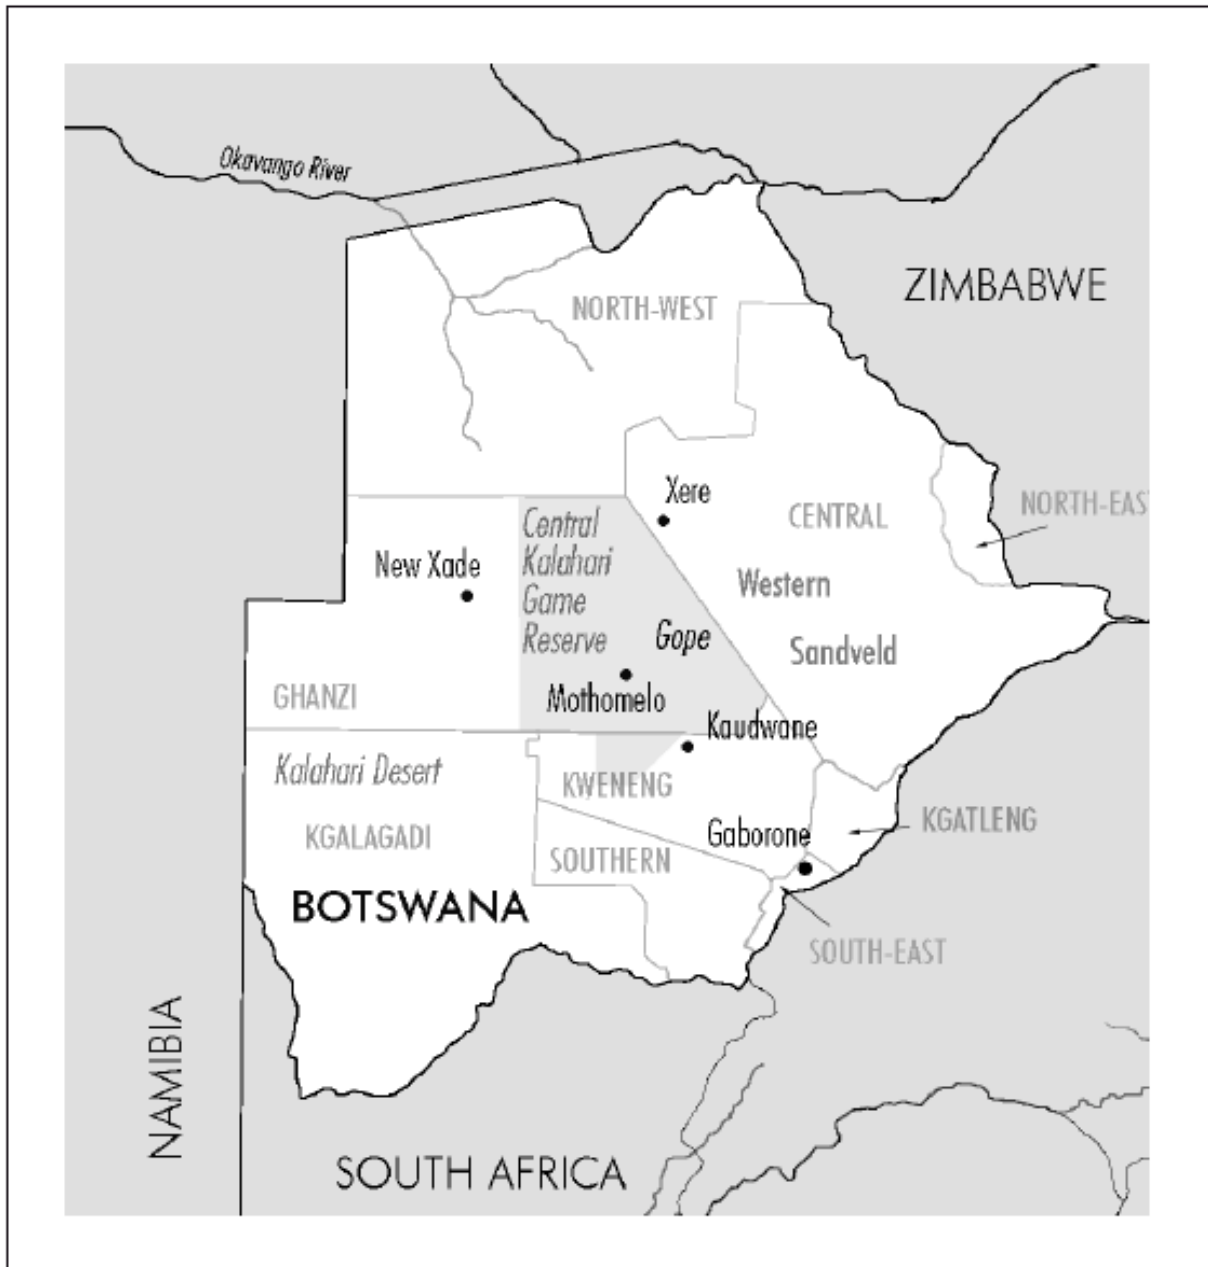 Okavango River
ZIMBABWE
NORTH-WEST
Xere
CENTRAL
NORTH-EAS
Central
Kalahari
Game
Reserve
New Xade
Western
Gope
Sandveld
GHANZI
Mothomelo
Kaudwane
Kalahari Desert
KWENENG
KGALAGADI
Gaborone
KGATLENG
SOUTHERN
BOTSWANA
SOUTH-EAST
NAMIBIA
SOUTH AFRICA